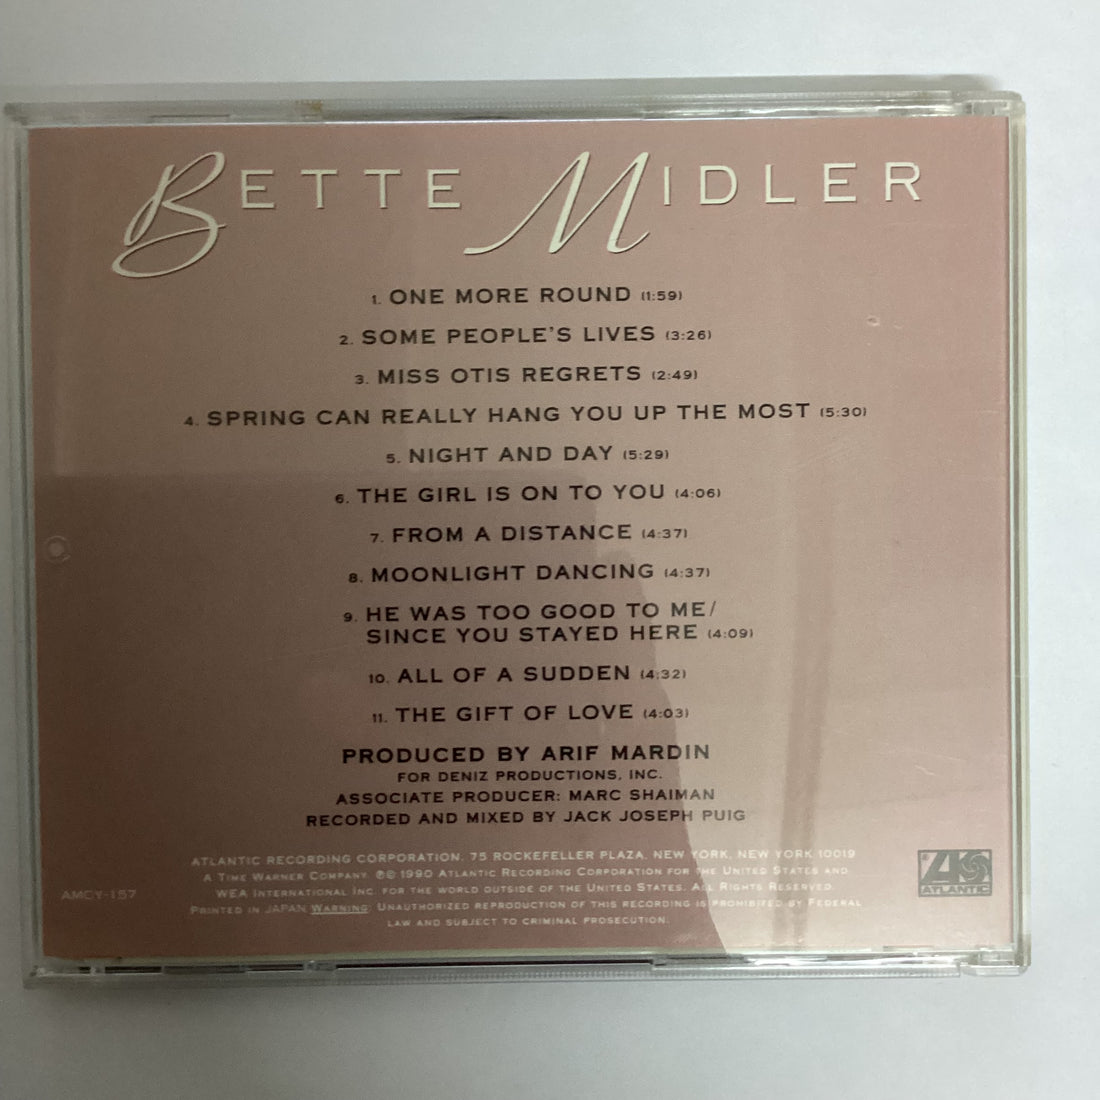 BETTE MIDLER
1. ONE MORE ROUND (1:59)
2. SOME PEOPLE'S LIVES (3:26)
3. MISS OTIS REGRETS (2:49)
4. SPRING CAN REALLY HANG YOU UP THE MOST (5:30)
5. NIGHT AND DAY (5:29)
6. THE GIRL IS ON TO YOU (4:06)
7. FROM A DISTANCE (4:37)
8. MOONLIGHT DANCING (4:37)
9. HE WAS TOO GOOD TO ME/
SINCE YOU STAYED HERE (4:09)
10. ALL OF A SUDDEN (4:32)
11. THE GIFT OF LOVE (4:03)
PRODUCED BY ARIF MARDIN
FOR DENIZ PRODUCTIONS, INC.
ASSOCIATE PRODUCER: MARC SHAIMAN
RECORDED AND MIXED BY JACK JOSEPH PUIG
ATLANTIC RECORDING CORPORATION, 75 ROCKEFELLER PLAZA, NEW YORK, NEW YORK 10019
A TIME WARNER COMPANY. ℗© 1990 ATLANTIC RECORDING CORPORATION FOR THE UNITED STATES AND
WEA INTERNATIONAL INC. FOR THE WORLD OUTSIDE OF THE UNITED STATES. ALL RIGHTS RESERVED.
PRINTED IN JAPAN. WARNING: UNAUTHORIZED REPRODUCTION OF THIS RECORDING IS PROHIBITED BY FEDERAL
LAW AND SUBJECT TO CRIMINAL PROSECUTION.
AMCY-157
ATLANTIC